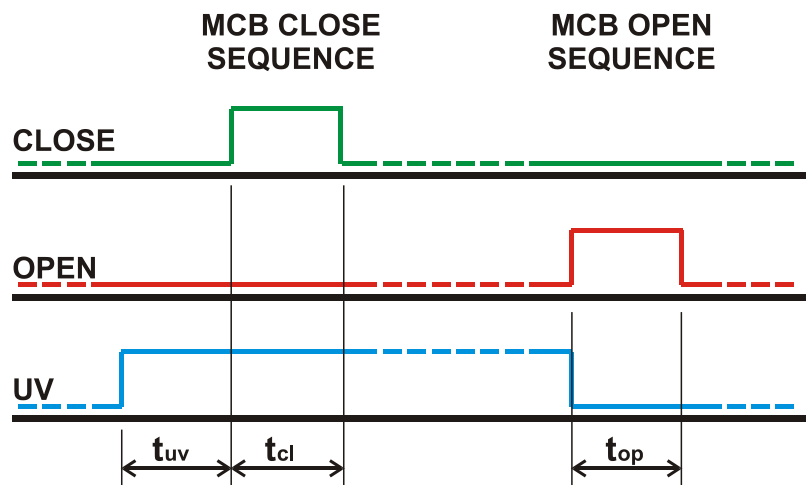 MCB CLOSE
SEQUENCE
MCB OPEN
SEQUENCE
CLOSE
OPEN
UV
tuv
tcl
top